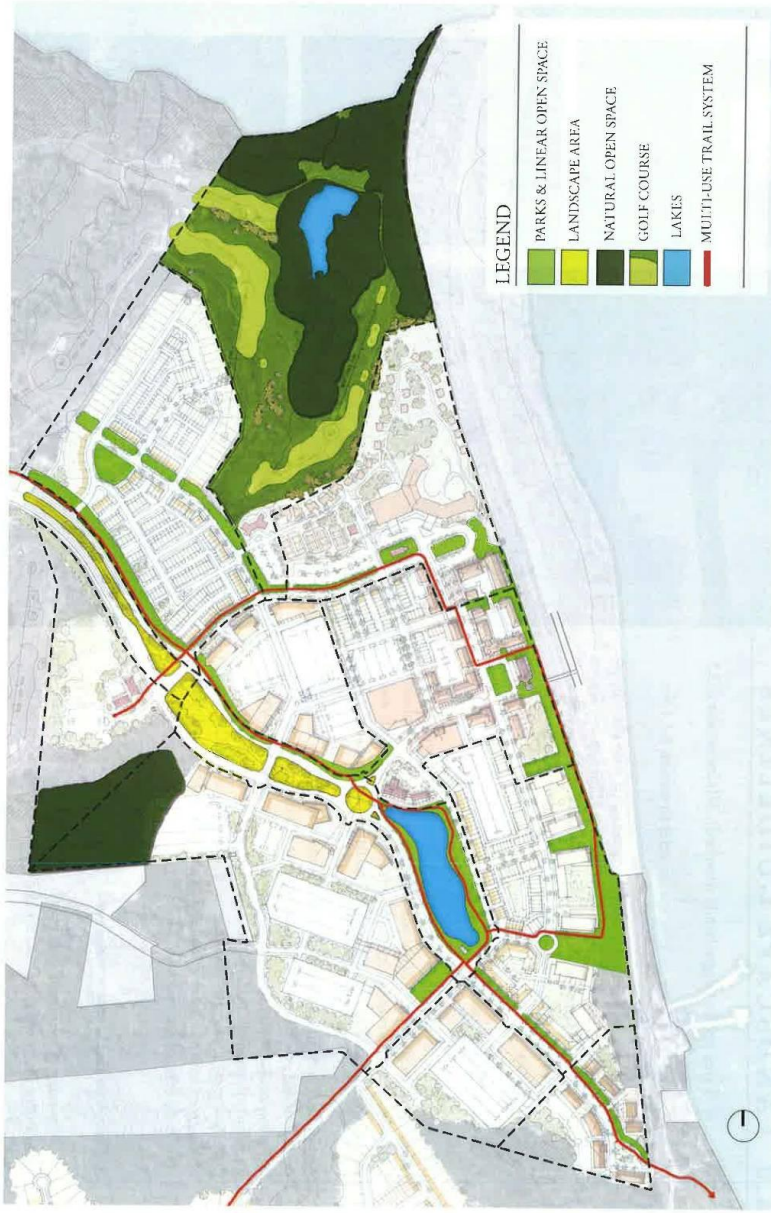 LEGEND
PARKS & LINEAR OPEN SPACE
LANDSCAPE AREA
NATURAL OPEN SPACE
GOLF COURSE
LAKES
MULTI-USE TRAIL SYSTEM